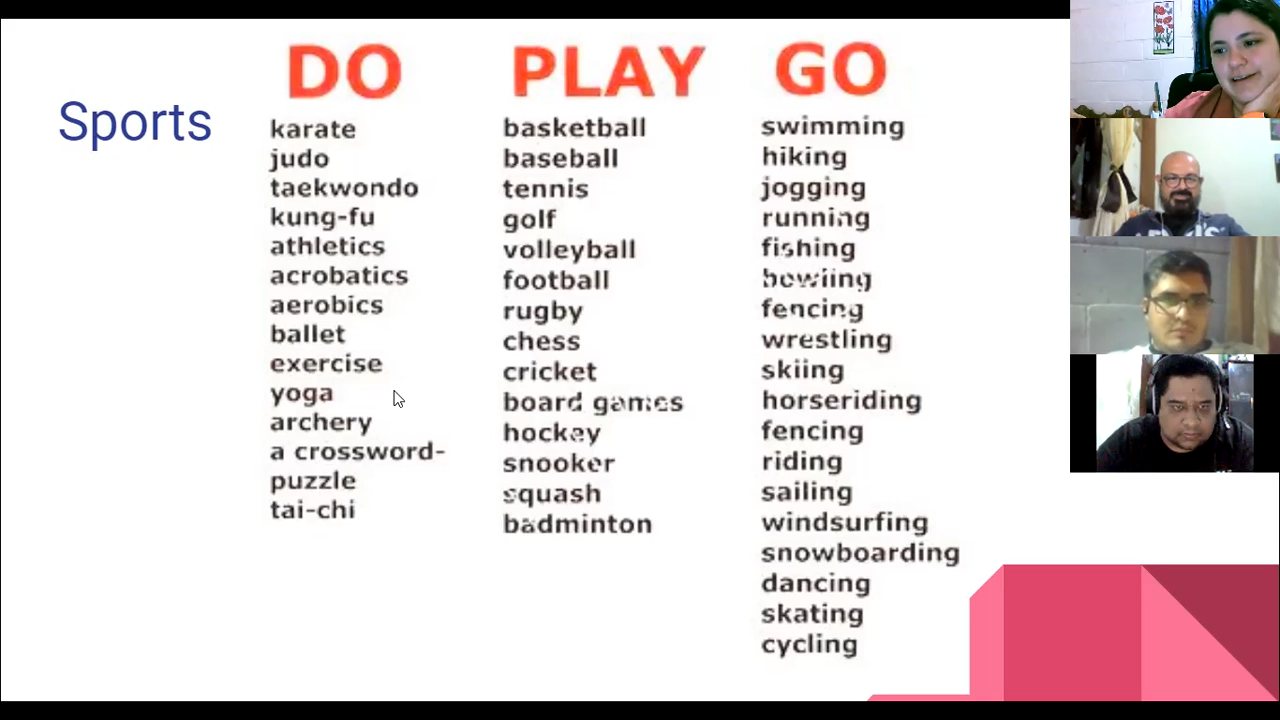 Sports
DO
karate
judo
taekwondo
kung-fu
athletics
acrobatics
aerobics
ballet
exercise
yoga
archery
a crossword-
puzzle
tai-chi
PLAY
basketball
baseball
tennis
golf
volleyball
football
rugby
chess
cricket
board games
hockey
snooker
squash
badminton
GO
swimming
hiking
jogging
running
fishing
bowling
fencing
wrestling
skiing
horseriding
fencing
riding
sailing
windsurfing
snowboarding
dancing
skating
cycling